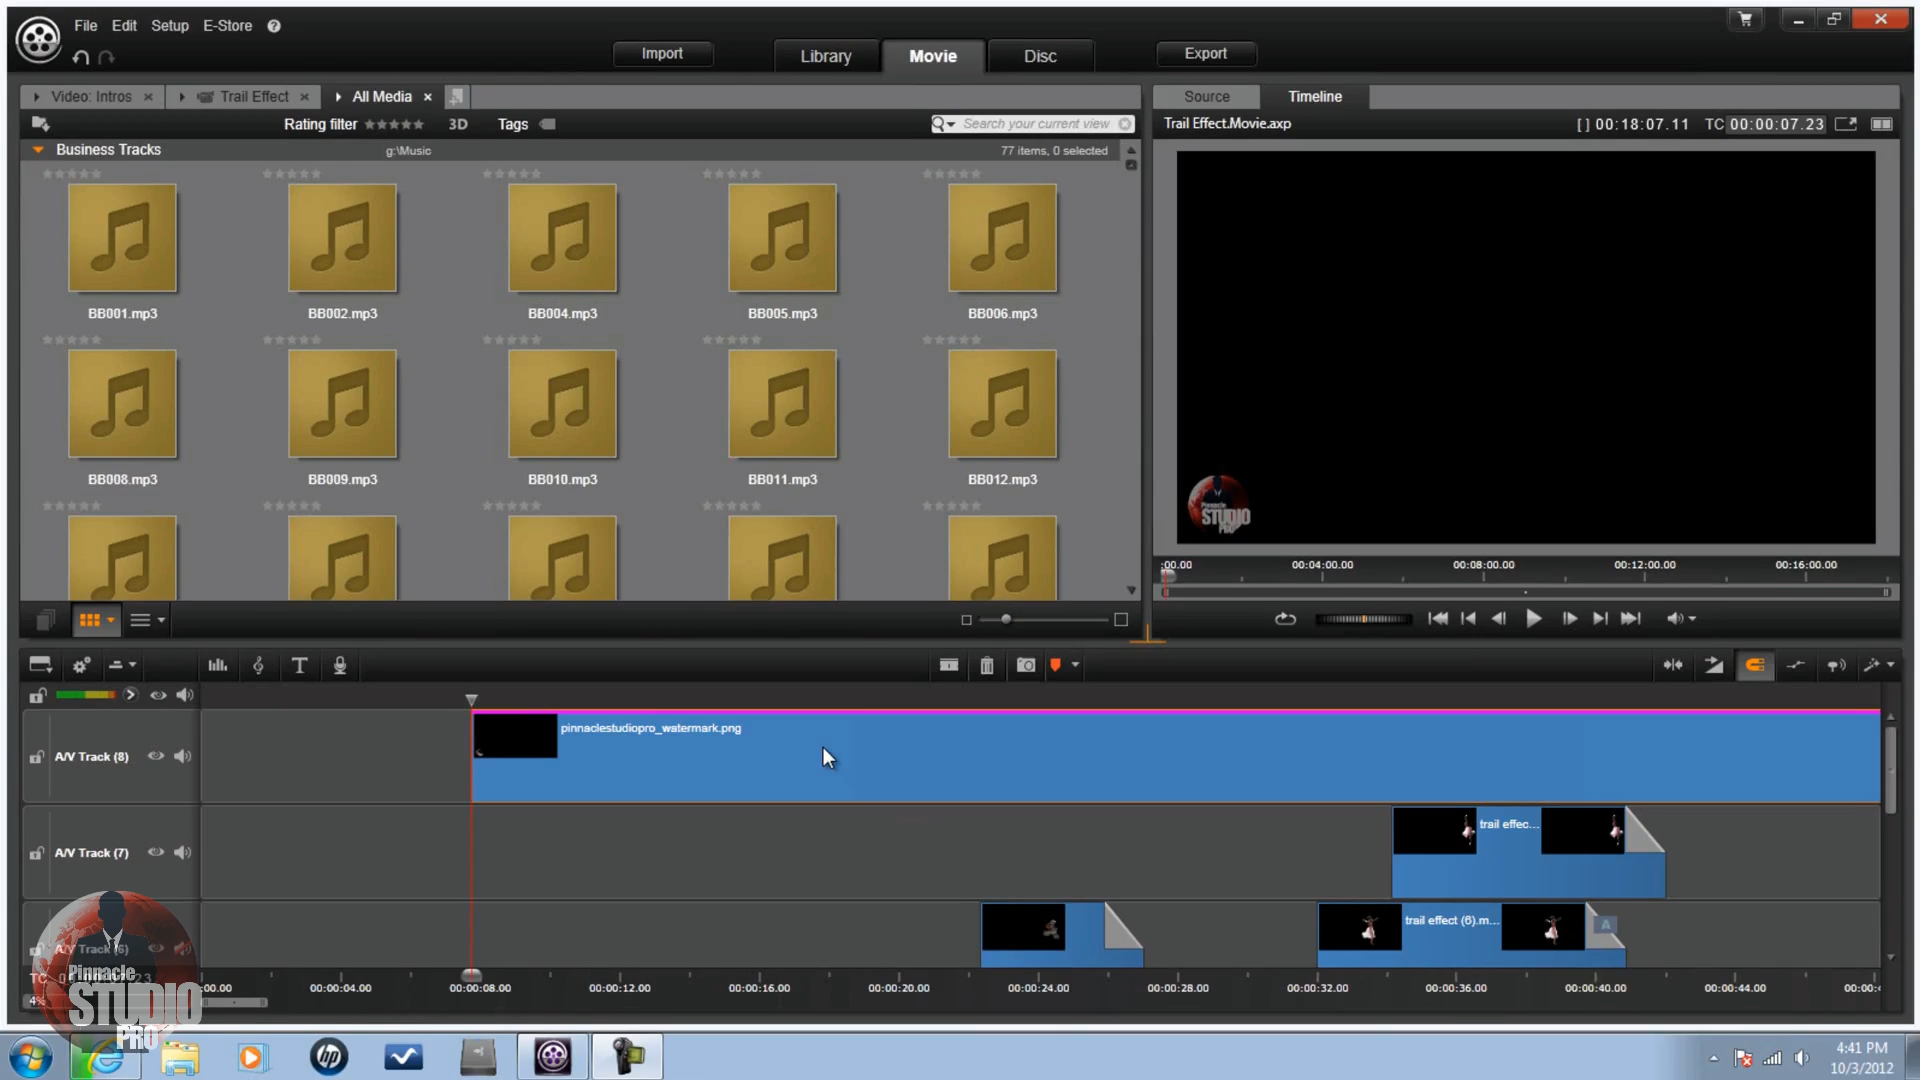 File Edit Setup E-Store ?
Import Library Movie Disc Export
Video: Intros Trail Effect All Media
Source Timeline
Rating filter 3D Tags Search your current view
Trail Effect.Movie.axp [] 00:18:07.11 TC 00:00:07.23
Business Tracks g:\Music 77 items, 0 selected
BB001.mp3 BB002.mp3 BB004.mp3 BB005.mp3 BB006.mp3
BB008.mp3 BB009.mp3 BB010.mp3 BB011.mp3 BB012.mp3
Pinnacle
STUDIO
PRO
:00.00 00:04:00.00 00:08:00.00 00:12:00.00 00:16:00.00
A/V Track (8)
pinnaclestudiopro_watermark.png
A/V Track (7)
trail effec...
A/V Track (6)
trail effect (6).m... A
TC
4%
:00.00 00:00:04.00 00:00:08.00 00:00:12.00 00:00:16.00 00:00:20.00 00:00:24.00 00:00:28.00 00:00:32.00 00:00:36.00 00:00:40.00 00:00:44.00 00:00:
Pinnacle
STUDIO
PRO
hp
4:41 PM
10/3/2012